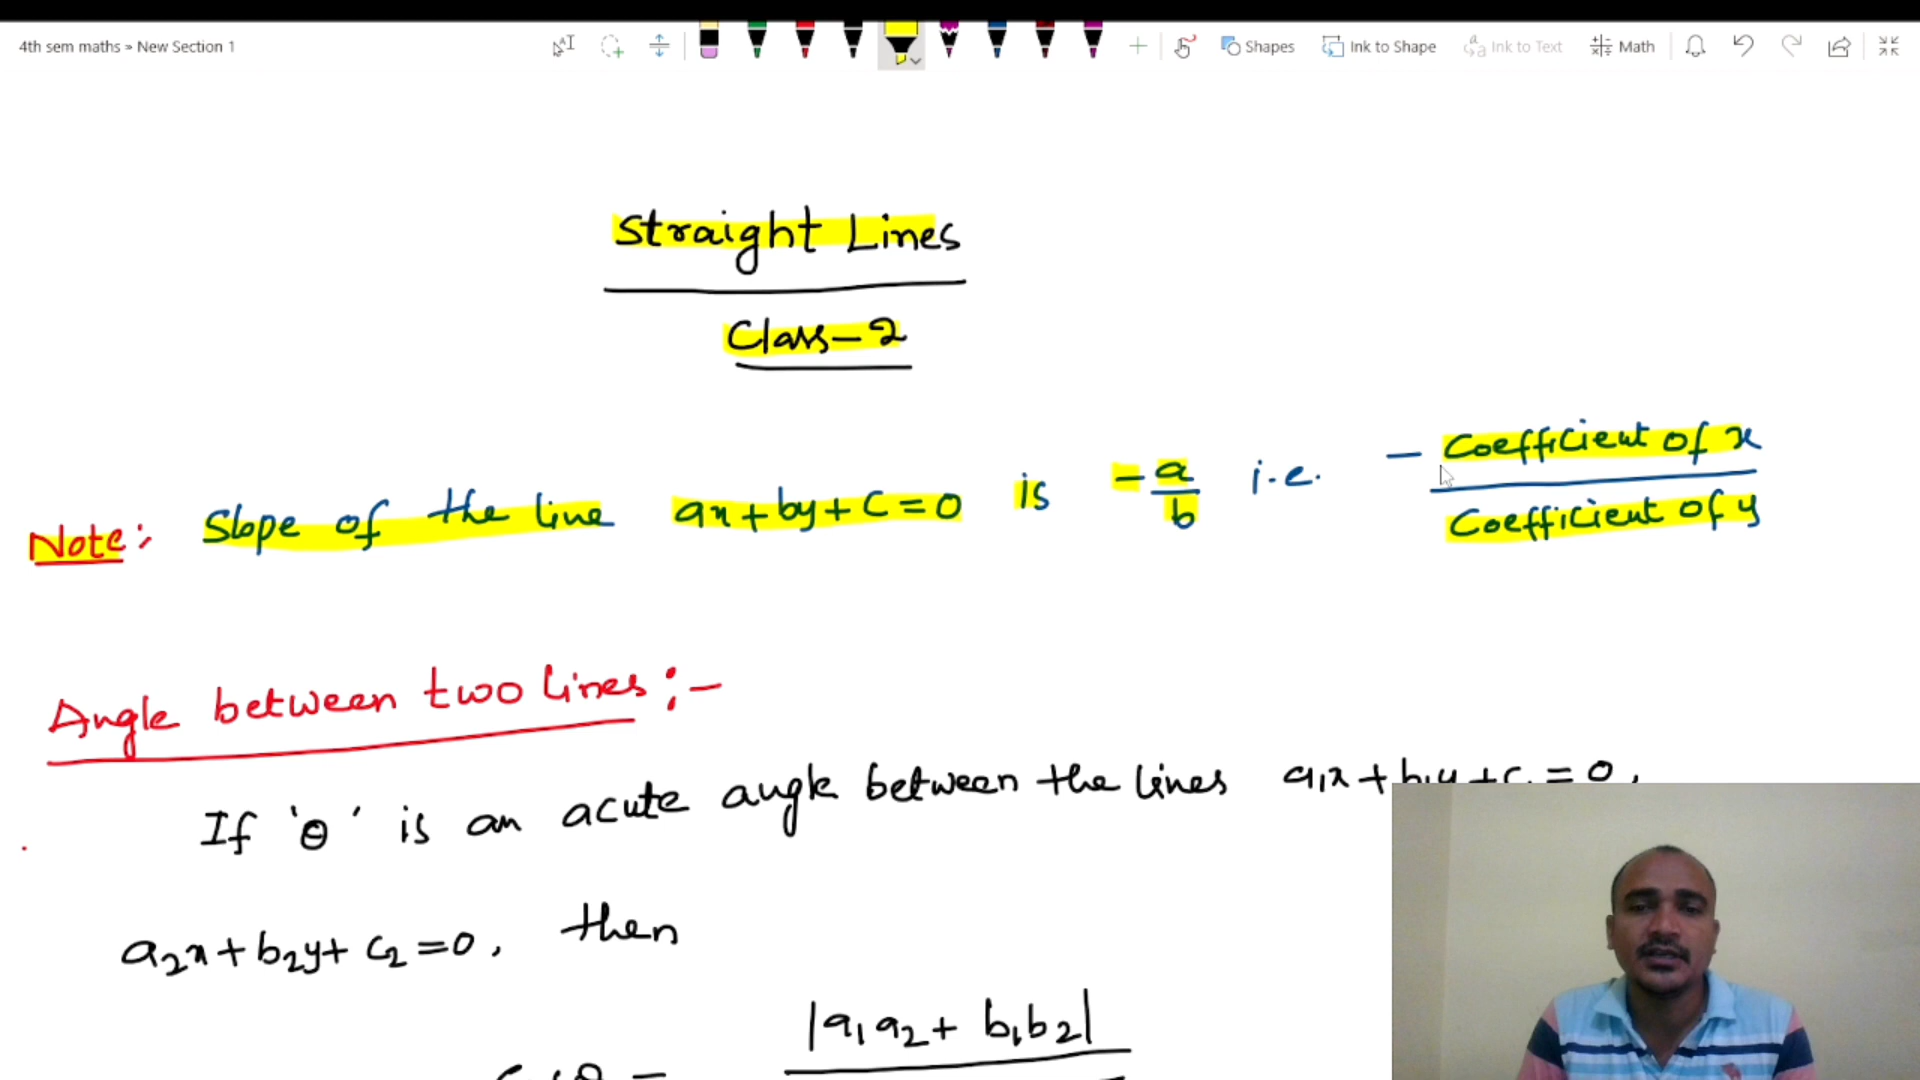 4th sem maths » New Section 1
Shapes Ink to Shape Ink to Text Math
Straight Lines
Class-2
Note: Slope of the line ax+by+c=0 is -a/b i.e. - Coefficient of x / Coefficient of y
Angle between two lines:-
If 'θ' is an acute angle between the lines a₁x+b₁y+c₁=0,
a₂x+b₂y+c₂=0, then
|a₁a₂+b₁b₂|